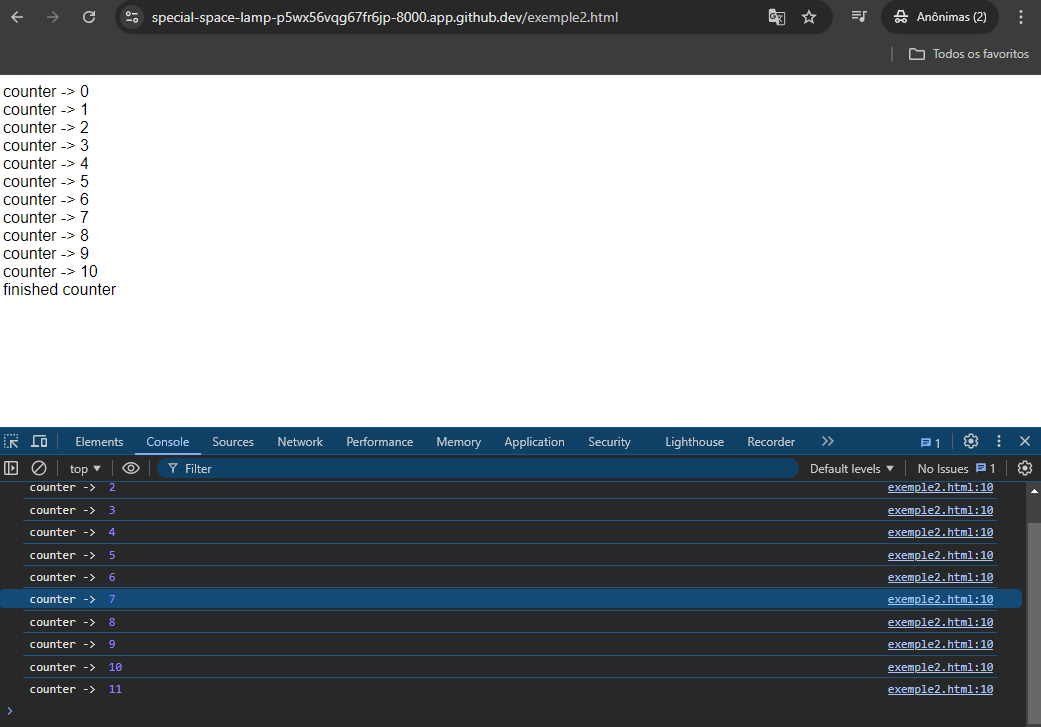 special-space-lamp-p5wx56vqg67fr6jp-8000.app.github.dev/exemple2.html Anônimas (2)
Todos os favoritos
counter -> 0
counter -> 1
counter -> 2
counter -> 3
counter -> 4
counter -> 5
counter -> 6
counter -> 7
counter -> 8
counter -> 9
counter -> 10
finished counter
Elements Console Sources Network Performance Memory Application Security Lighthouse Recorder 1
top Filter Default levels No Issues 1
counter -> 2 exemple2.html:10
counter -> 3 exemple2.html:10
counter -> 4 exemple2.html:10
counter -> 5 exemple2.html:10
counter -> 6 exemple2.html:10
counter -> 7 exemple2.html:10
counter -> 8 exemple2.html:10
counter -> 9 exemple2.html:10
counter -> 10 exemple2.html:10
counter -> 11 exemple2.html:10